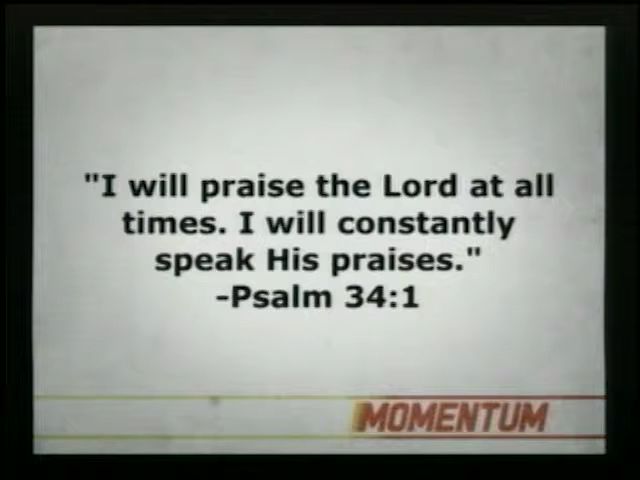 "I will praise the Lord at all
times. I will constantly
speak His praises."
-Psalm 34:1
MOMENTUM